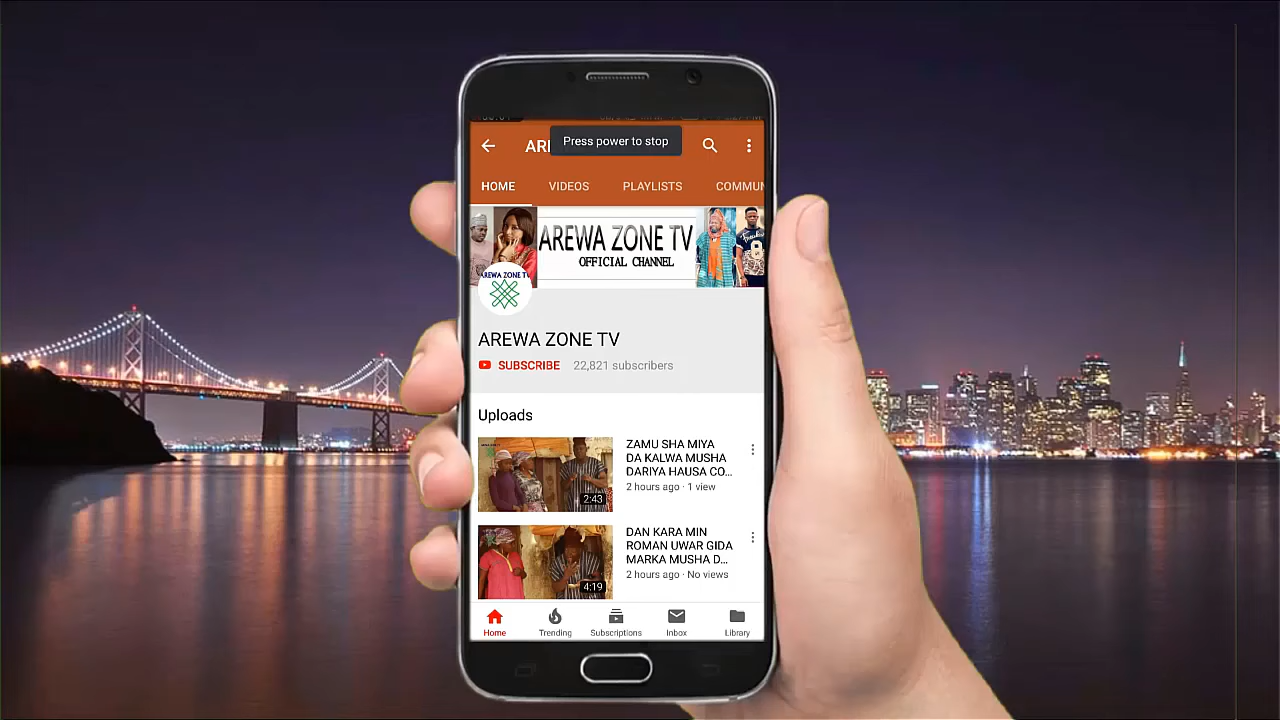 ARE
Press power to stop
HOME VIDEOS PLAYLISTS COMMUN
AREWA ZONE TV
OFFICIAL CHANNEL
AREWA ZONE TV
AREWA ZONE TV
SUBSCRIBE 22,821 subscribers
Uploads
ZAMU SHA MIYA
DA KALWA MUSHA
DARIYA HAUSA CO...
2 hours ago · 1 view
2:43
DAN KARA MIN
ROMAN UWAR GIDA
MARKA MUSHA D...
2 hours ago · No views
4:19
Home Trending Subscriptions Inbox Library